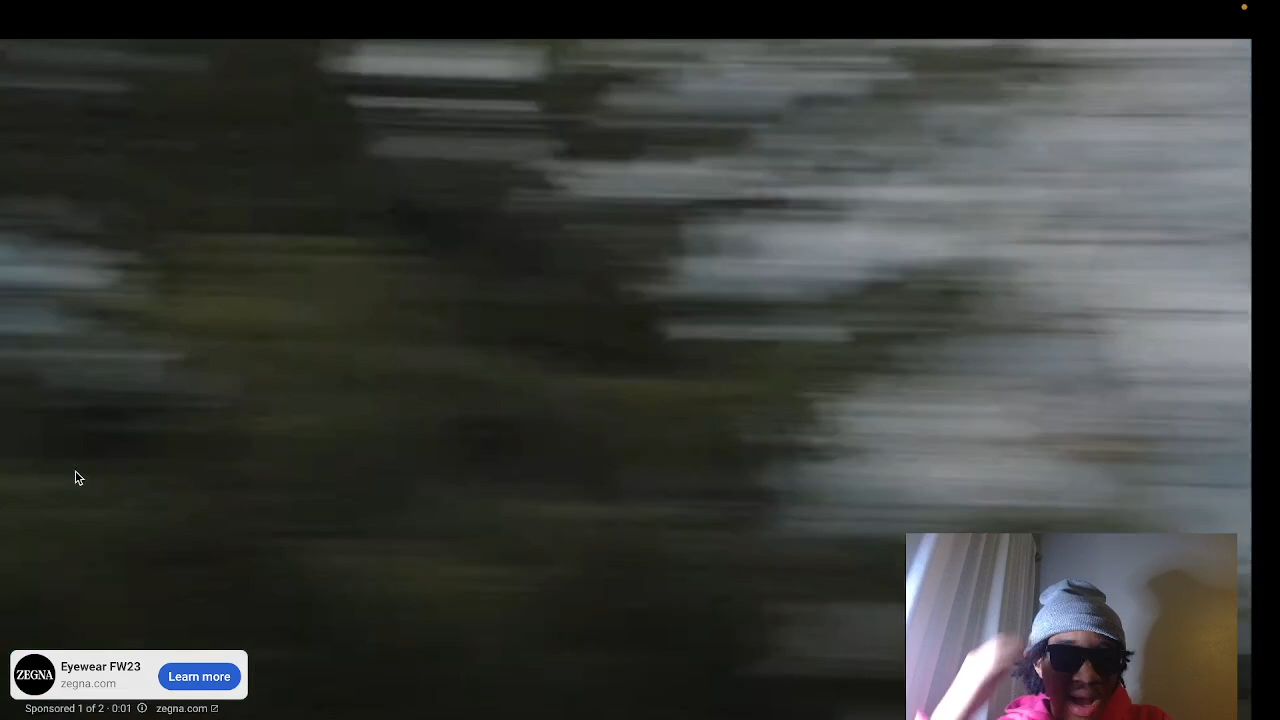 ZEGNA
Eyewear FW23
zegna.com
Learn more
Sponsored 1 of 2 · 0:01
zegna.com